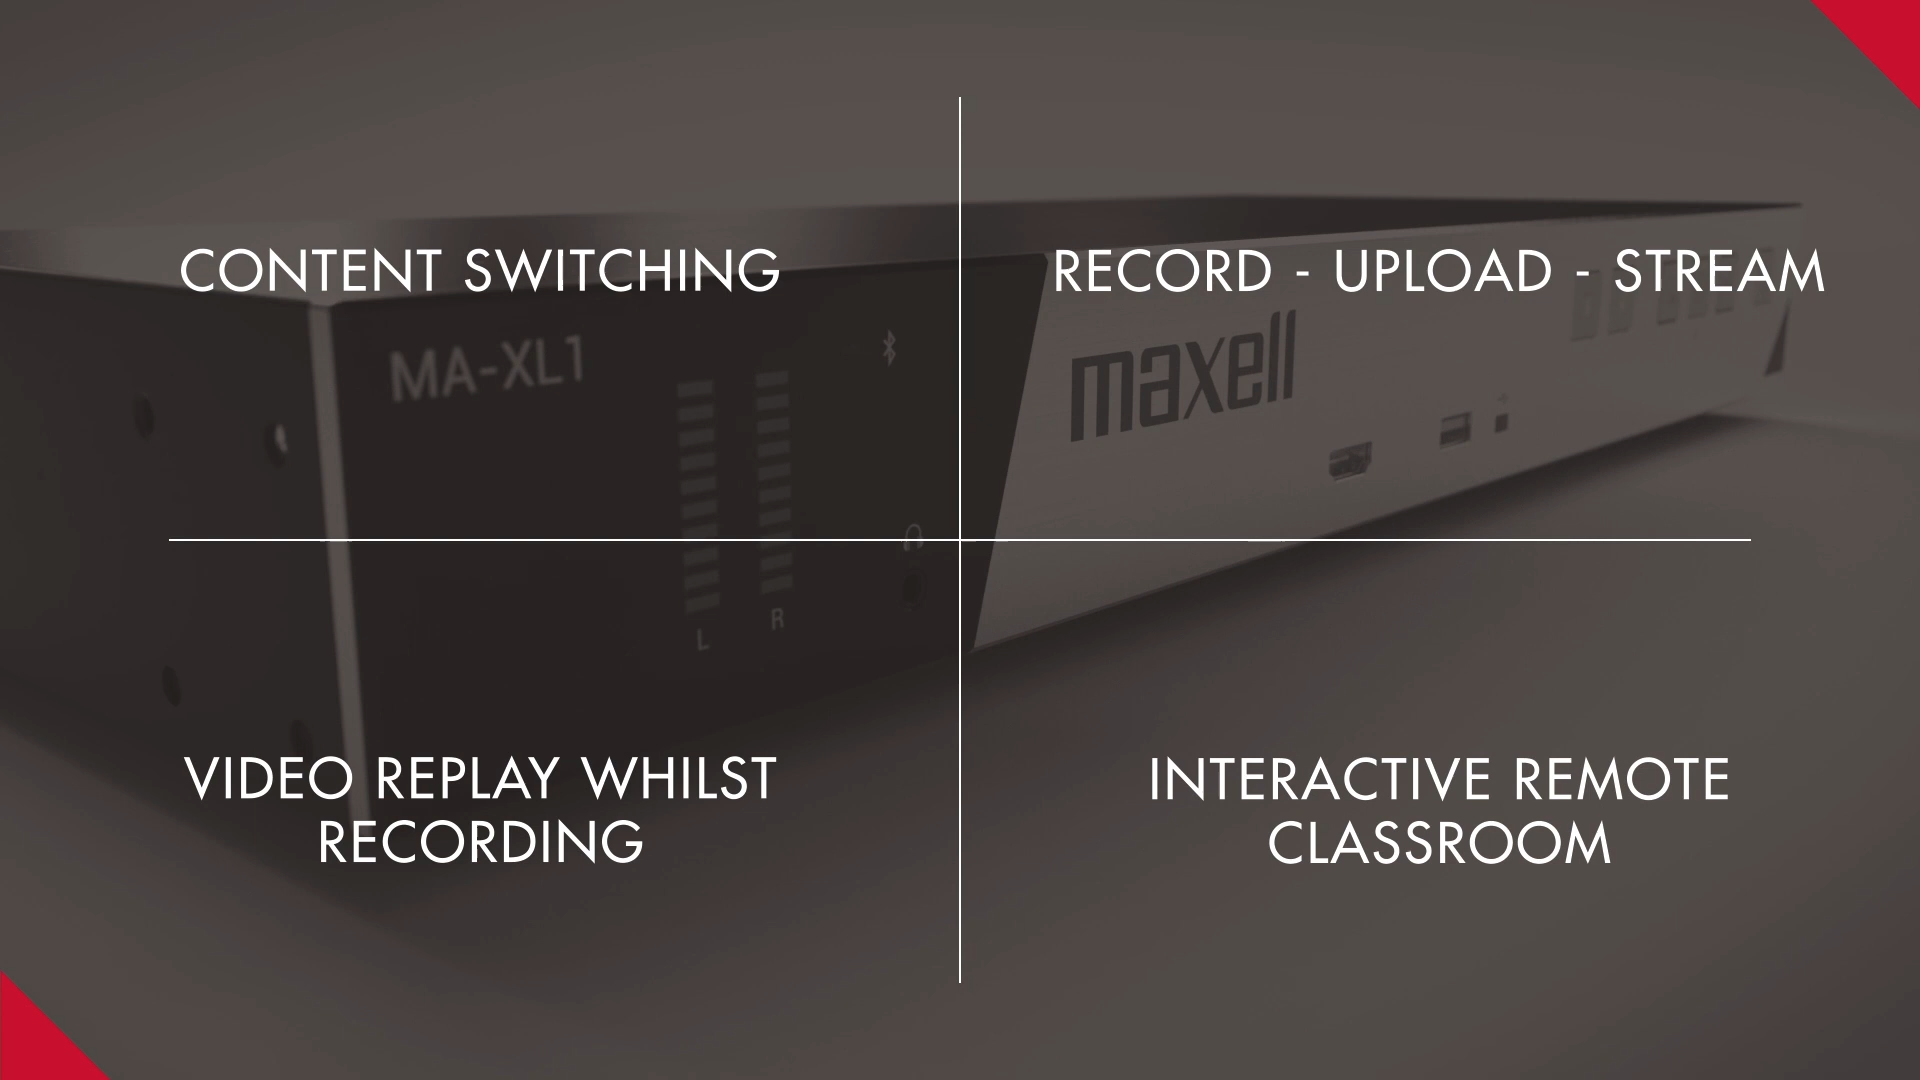 CONTENT SWITCHING
RECORD - UPLOAD - STREAM
MA-XL1
maxell
L
R
VIDEO REPLAY WHILST
RECORDING
INTERACTIVE REMOTE
CLASSROOM